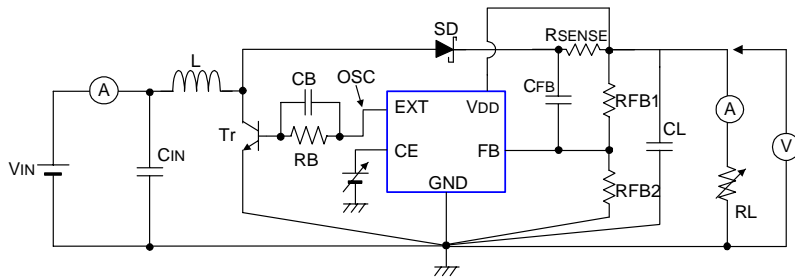 SD
RSENSE
L
OSC
CB
CFB
A
EXT
VDD
RFB1
A
Tr
RB
CE
FB
CL
V
VIN
CIN
GND
RFB2
RL